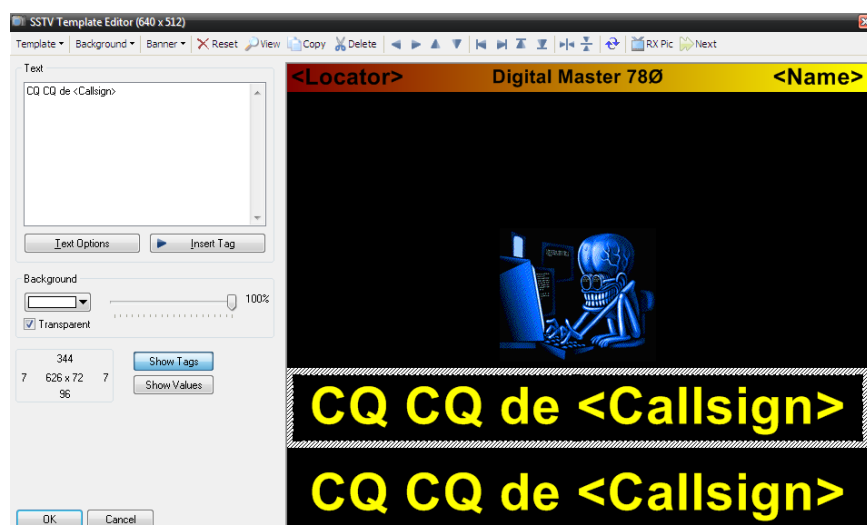 SSTV Template Editor (640 x 512)
Template Background Banner Reset View Copy Delete RX Pic Next
Text
CQ CQ de <Callsign>
Text Options Insert Tag
Background
100%
Transparent
344
7 626 x 72 7
96
Show Tags
Show Values
OK Cancel
<Locator> Digital Master 78Ø <Name>
CQ CQ de <Callsign>
CQ CQ de <Callsign>